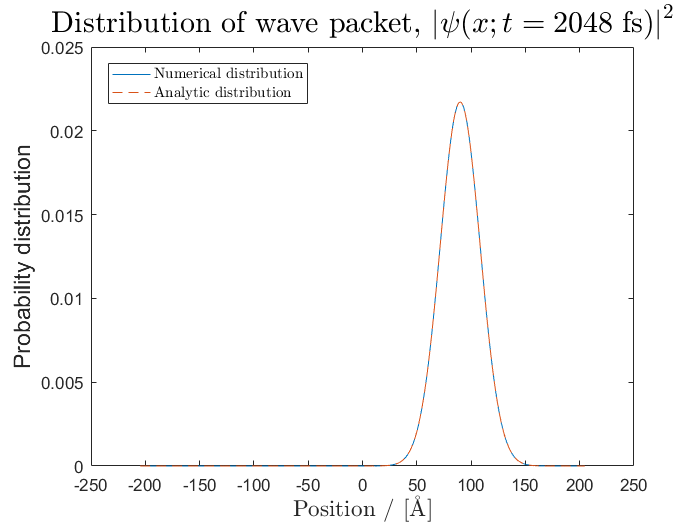 Distribution of wave packet, |ψ(x; t = 2048 fs)|²
0.025
Numerical distribution
Analytic distribution
0.02
0.015
0.01
0.005
0
Probability distribution
-250 -200 -150 -100 -50 0 50 100 150 200 250
Position / [Å]